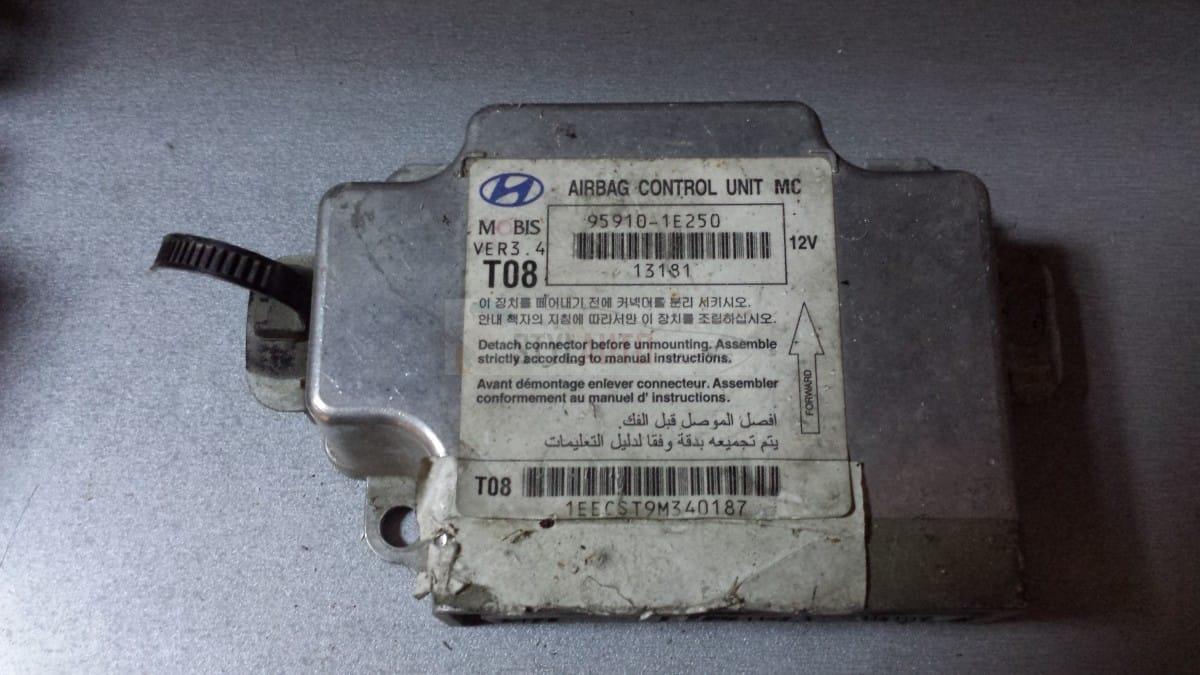 AIRBAG CONTROL UNIT MC
MOBIS
VER3.4
T08
95910-1E250
13181
12V
이 장치를 떼어내기 전에 커넥터를 분리 시키시오.
안내 책자의 지침에 따라서만 이 장치를 조립하십시오.
Detach connector before unmounting. Assemble
strictly according to manual instructions.
Avant démontage enlever connecteur. Assembler
conformement au manuel d' instructions.
افصل الموصل قبل الفك.
يتم تجميعه بدقة وفقا لدليل التعليمات
FORWARD
T08
1EECST9M340187